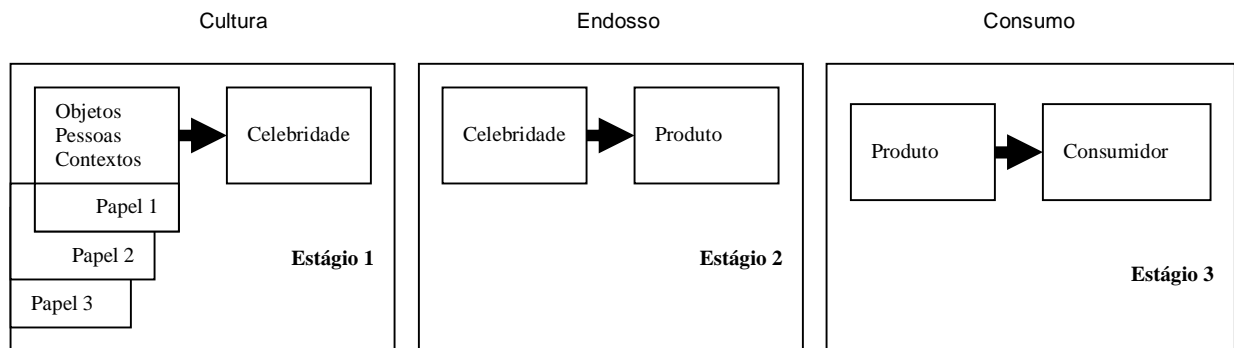 Cultura
Endosso
Consumo
Objetos
Pessoas
Contextos
Celebridade
Papel 1
Papel 2
Papel 3
Estágio 1
Celebridade
Produto
Estágio 2
Produto
Consumidor
Estágio 3